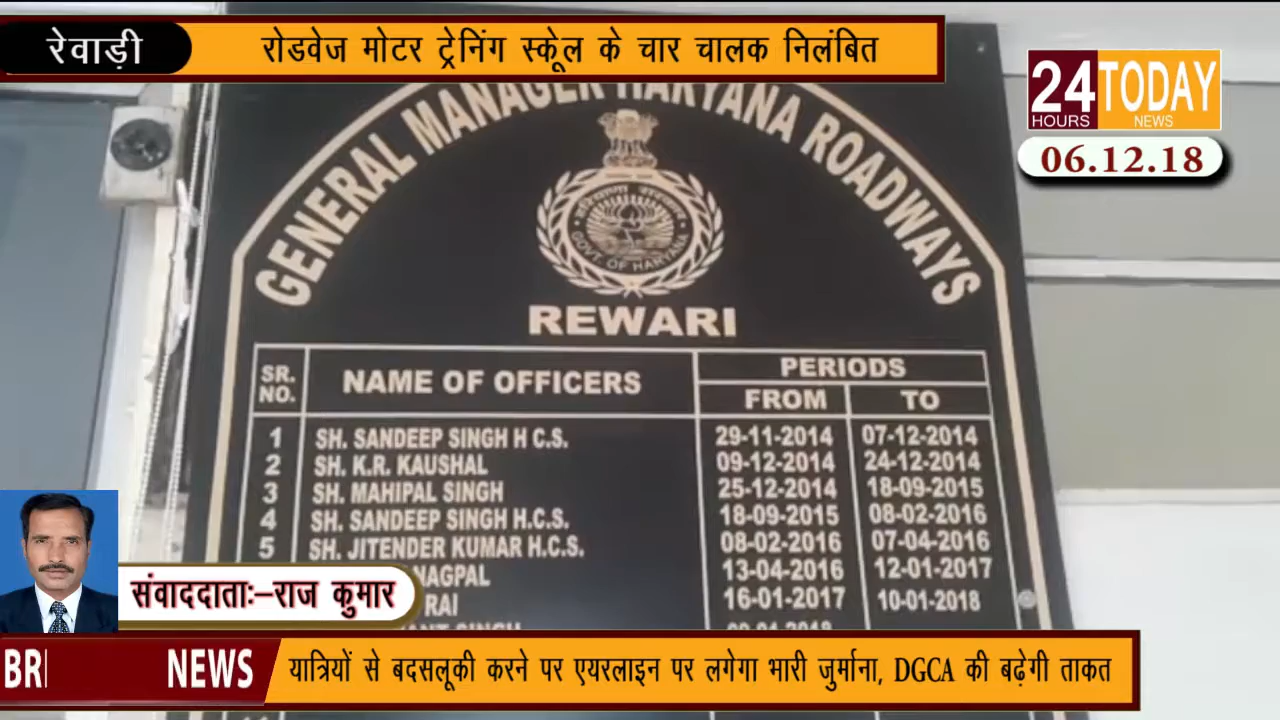 रेवाड़ी
रोडवेज मोटर ट्रेनिंग स्कूेल के चार चालक निलंबित
24 TODAY
HOURS NEWS
06.12.18
GENERAL MANAGER HARYANA ROADWAYS
हरियाणा सरकार
GOVT. OF HARYANA
REWARI
SR. NO. NAME OF OFFICERS PERIODS
FROM TO
1 SH. SANDEEP SINGH H C.S. 29-11-2014 07-12-2014
2 SH. K.R. KAUSHAL 09-12-2014 24-12-2014
3 SH. MAHIPAL SINGH 25-12-2014 18-09-2015
4 SH. SANDEEP SINGH H.C.S. 18-09-2015 08-02-2016
5 SH. JITENDER KUMAR H.C.S. 08-02-2016 07-04-2016
NAGPAL 13-04-2016 12-01-2017
RAI 16-01-2017 10-01-2018
संवाददाताः–राज कुमार
NEWS
यात्रियों से बदसलूकी करने पर एयरलाइन पर लगेगा भारी जुर्माना, DGCA की बढ़ेगी ताकत